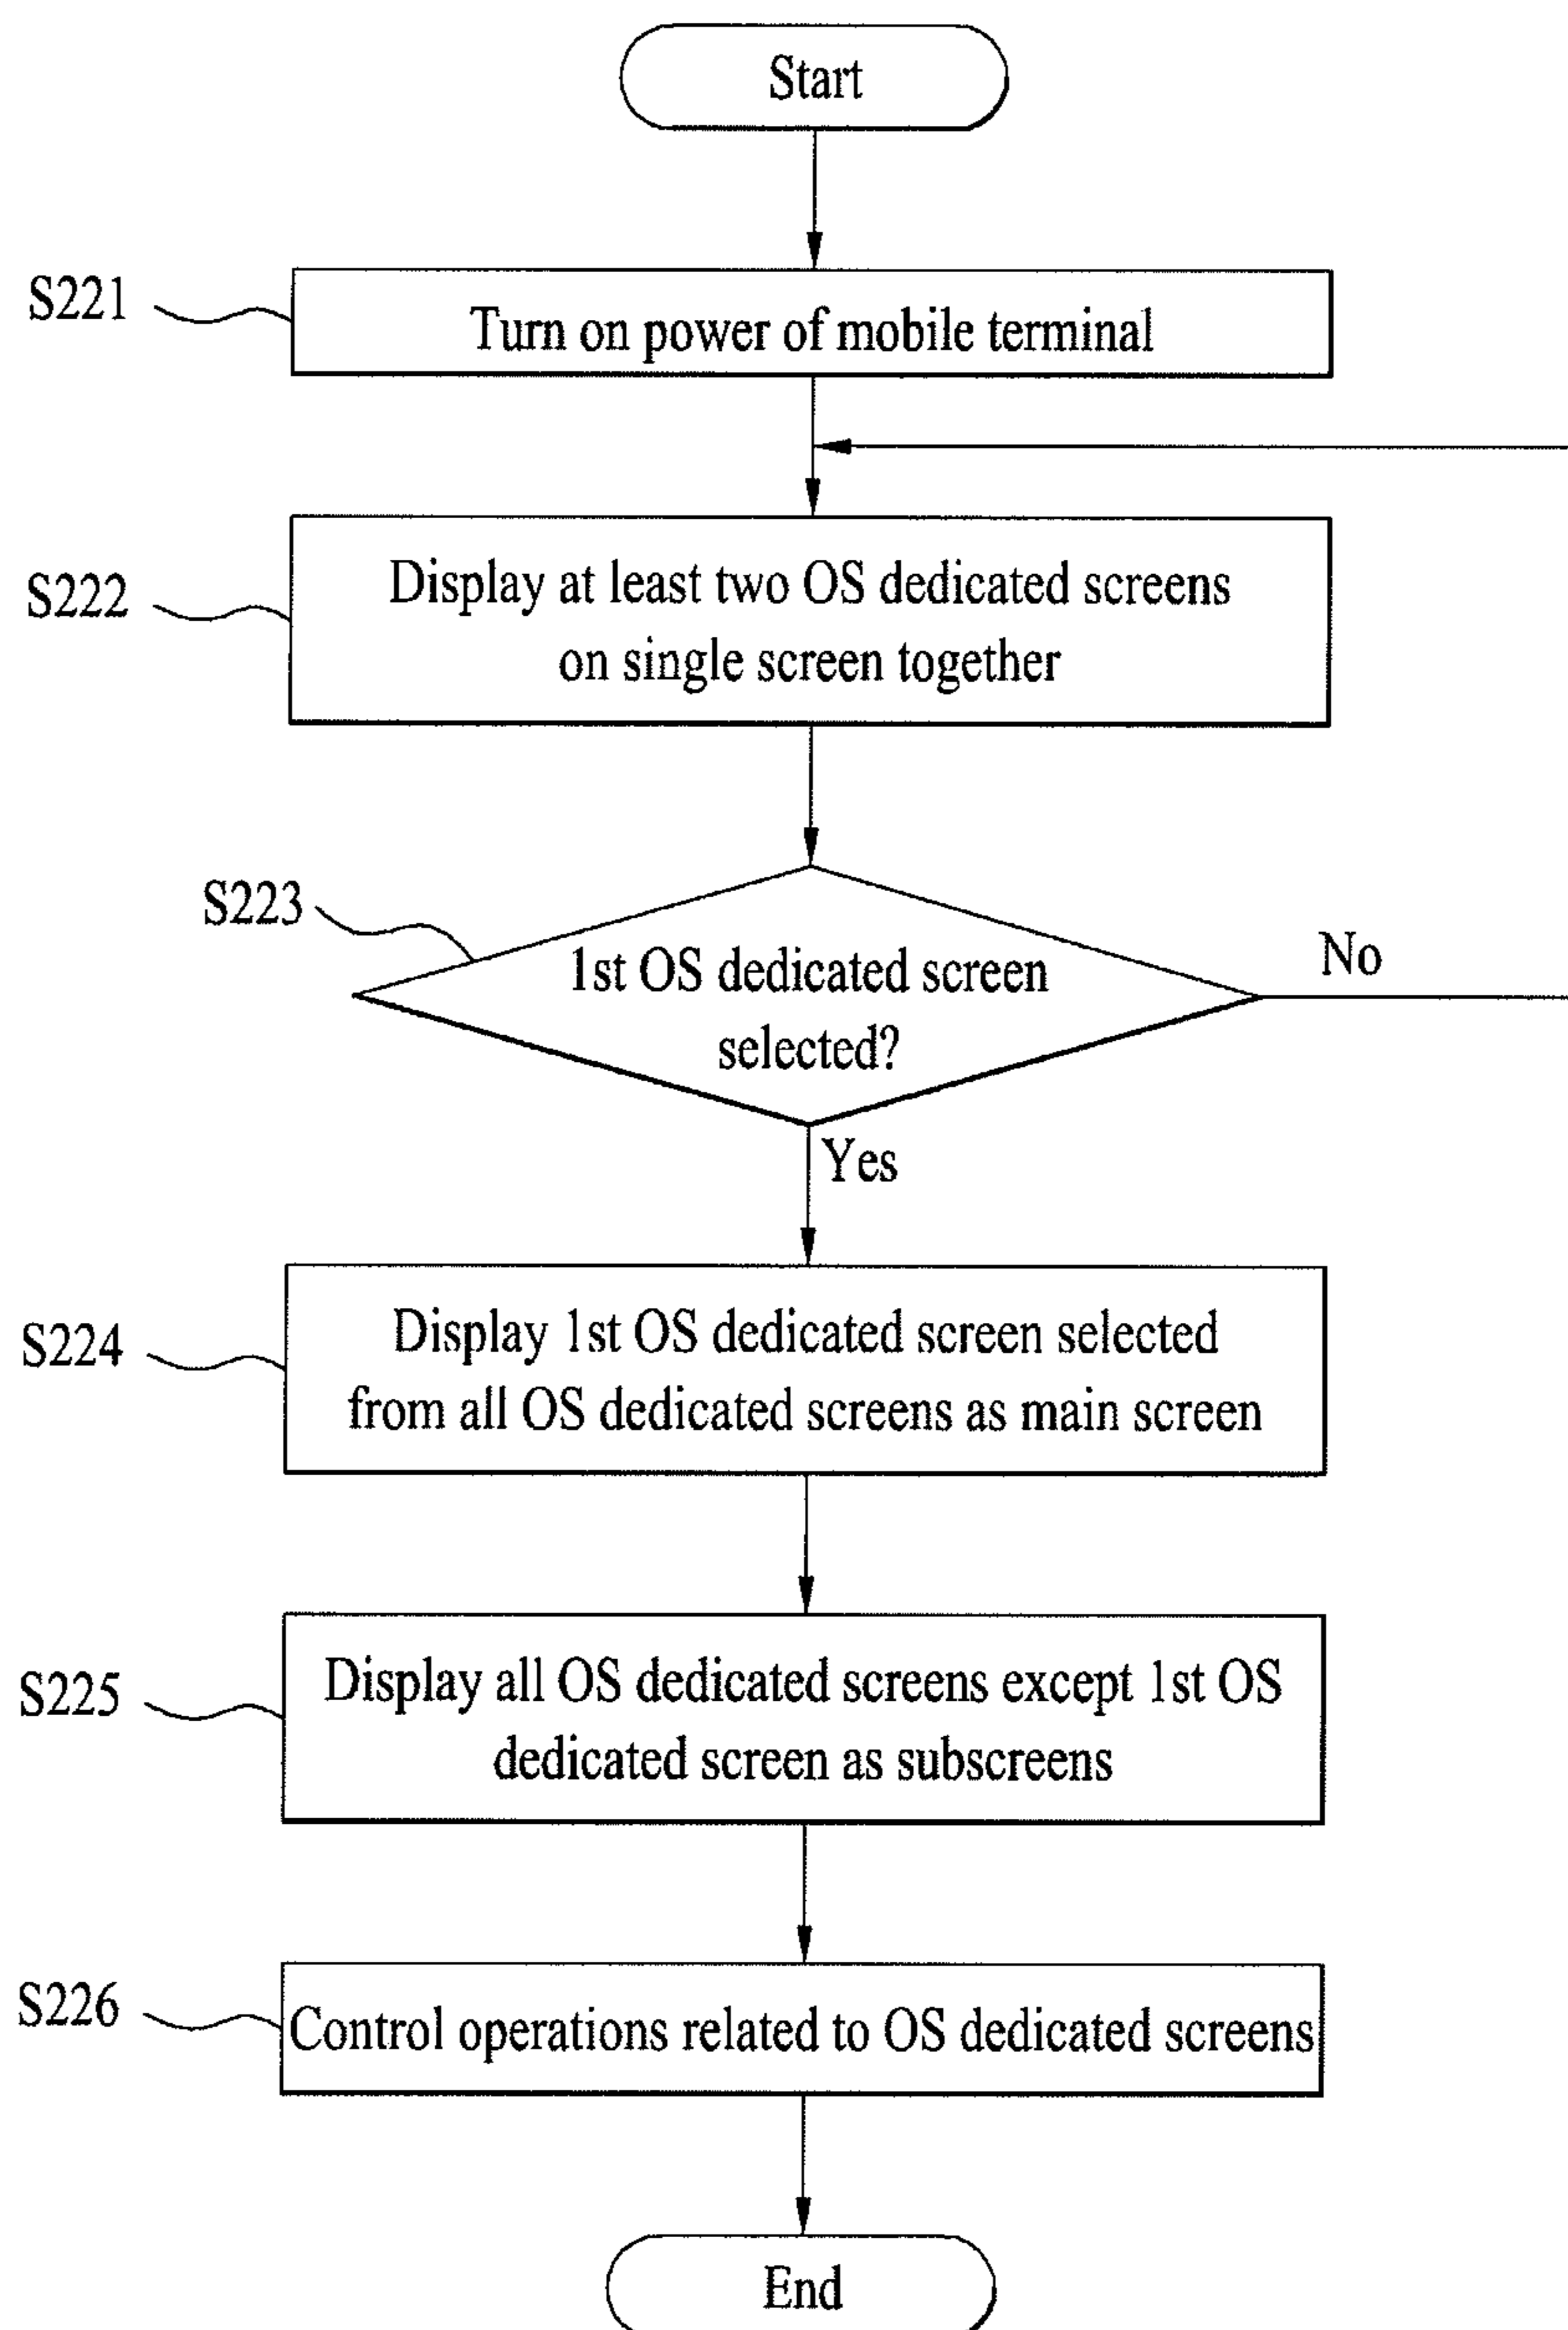 Start
S221
Turn on power of mobile terminal
S222
Display at least two OS dedicated screens
on single screen together
S223
1st OS dedicated screen
selected?
No
Yes
S224
Display 1st OS dedicated screen selected
from all OS dedicated screens as main screen
S225
Display all OS dedicated screens except 1st OS
dedicated screen as subscreens
S226
Control operations related to OS dedicated screens
End